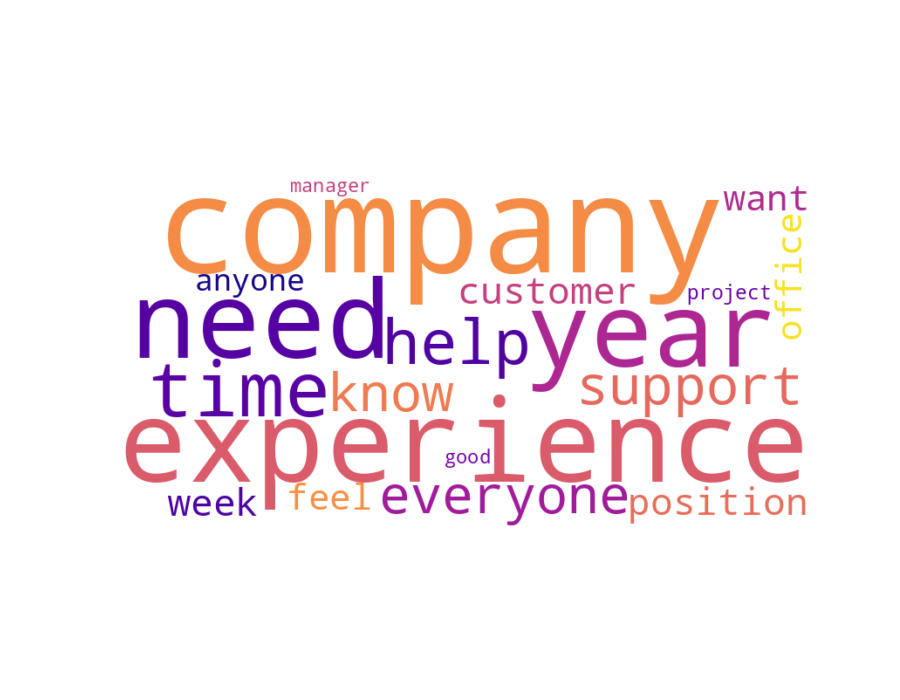 manager
company
want
office
anyone
customer
project
need
help
year
time
know
support
experience
good
week
feel
everyone
position